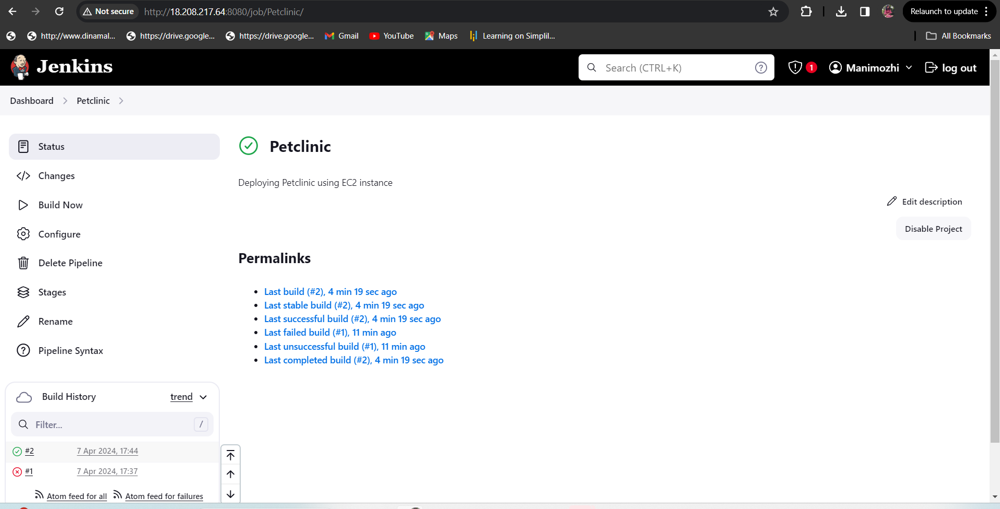 Not secure http://18.208.217.64:8080/job/Petclinic/ Relaunch to update
http://www.dinamal... https://drive.google... https://drive.google... Gmail YouTube Maps Learning on Simplil... All Bookmarks
Jenkins Search (CTRL+K) ? 1 Manimozhi log out
Dashboard Petclinic
Status
Petclinic
Changes
Deploying Petclinic using EC2 instance
Edit description
Build Now
Disable Project
Configure
Delete Pipeline
Permalinks
Stages
Last build (#2), 4 min 19 sec ago
Last stable build (#2), 4 min 19 sec ago
Last successful build (#2), 4 min 19 sec ago
Rename
Last failed build (#1), 11 min ago
Last unsuccessful build (#1), 11 min ago
Pipeline Syntax
Last completed build (#2), 4 min 19 sec ago
Build History trend
Filter... /
#2 7 Apr 2024, 17:44
#1 7 Apr 2024, 17:37
Atom feed for all Atom feed for failures